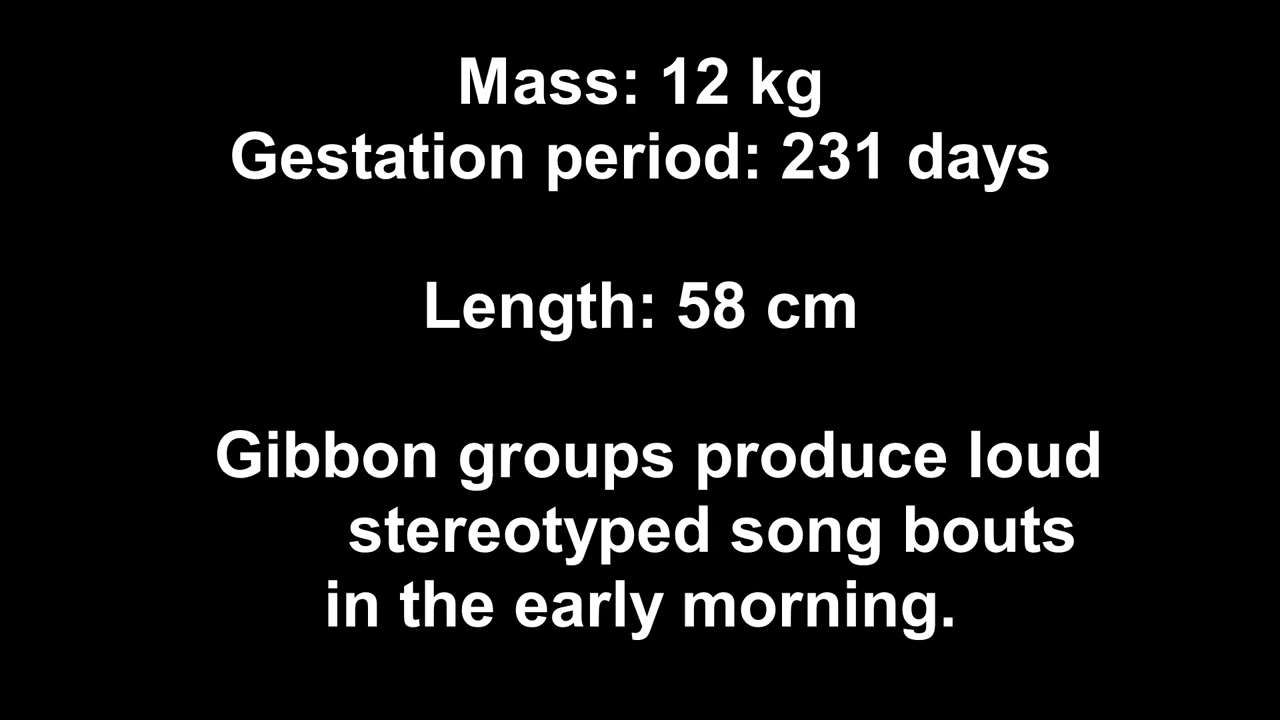 Mass: 12 kg
Gestation period: 231 days
Length: 58 cm
Gibbon groups produce loud
stereotyped song bouts
in the early morning.